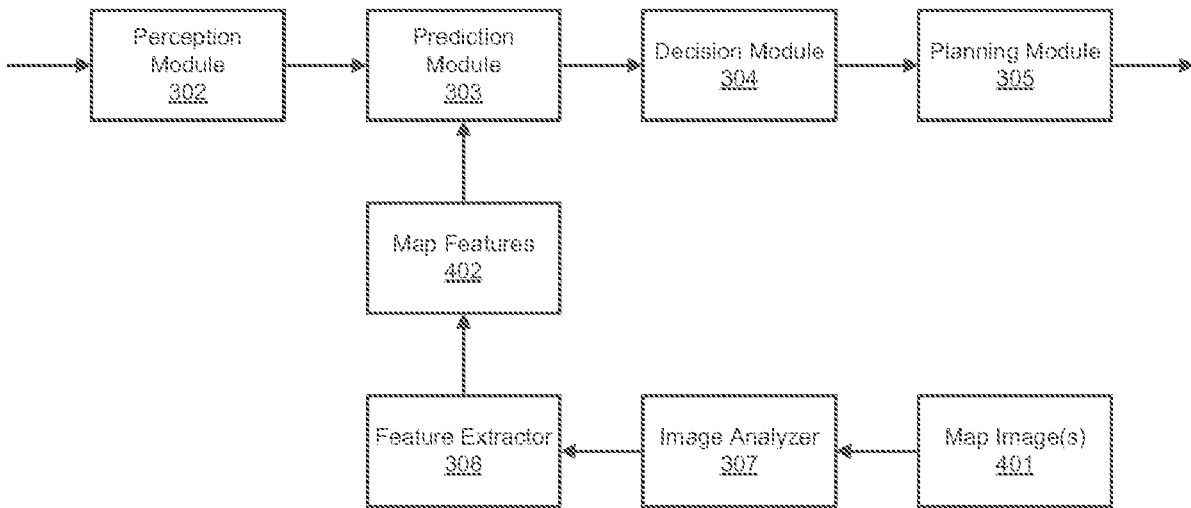 Perception
Module
302
Prediction
Module
303
Decision Module
304
Planning Module
305
Map Features
402
Feature Extractor
308
Image Analyzer
307
Map Image(s)
401